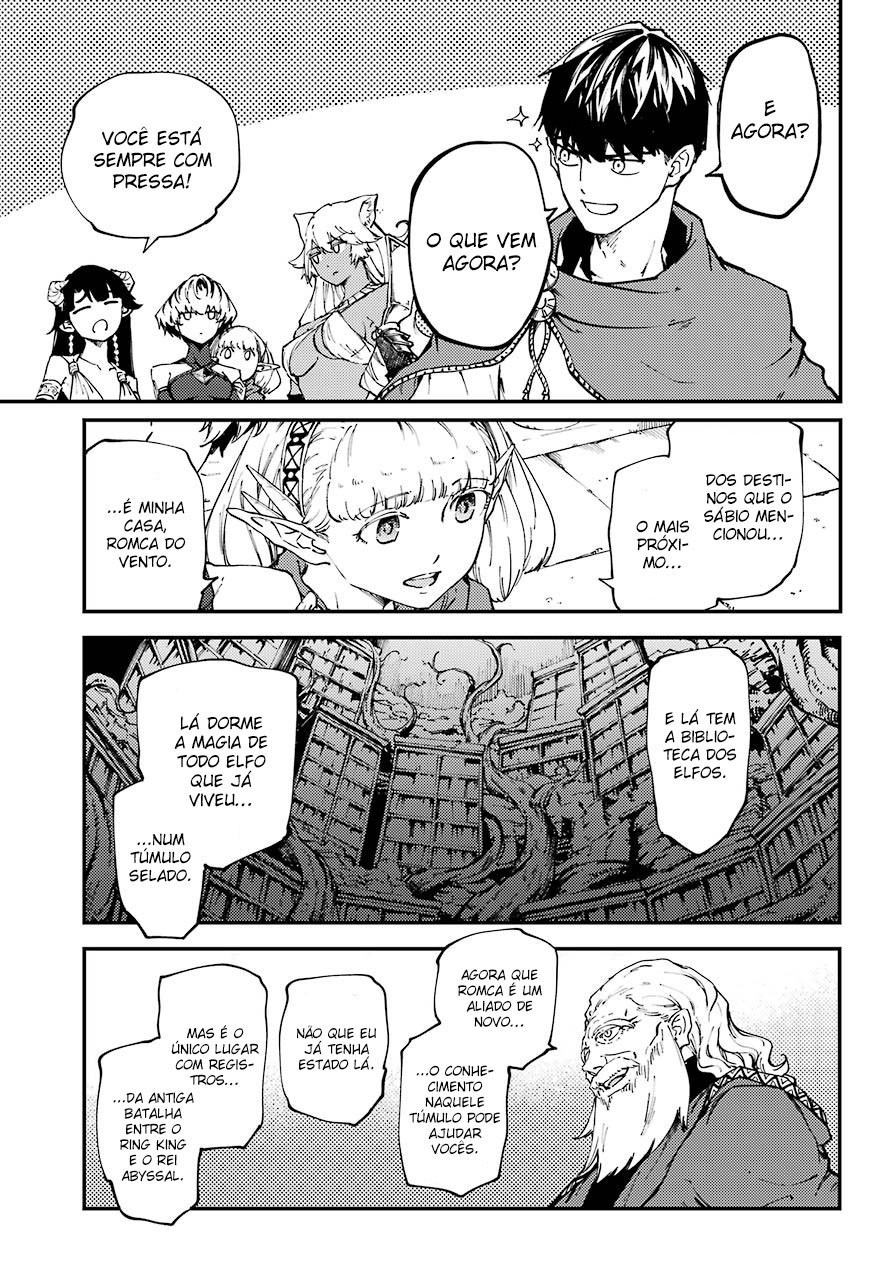 E
AGORA?
O QUE VEM
AGORA?
VOCÊ ESTÁ
SEMPRE COM
PRESSA!
DOS DESTI-
NOS QUE O
SÁBIO MEN-
CIONOU...
O MAIS
PRÓXI-
MO...
...É MINHA
CASA,
ROMCA DO
VENTO.
E LÁ TEM
A BIBLIO-
TECA DOS
ELFOS.
LÁ DORME
A MAGIA DE
TODO ELFO
QUE JÁ
VIVEU...
...NUM
TÚMULO
SELADO.
AGORA QUE
ROMCA É UM
ALIADO DE
NOVO...
...O CONHE-
CIMENTO
NAQUELE
TÚMULO PODE
AJUDAR
VOCÊS.
NÃO QUE EU
JÁ TENHA
ESTADO LÁ.
MAS É O
ÚNICO LUGAR
COM REGIS-
TROS...
...DA ANTIGA
BATALHA
ENTRE O
RING KING
E O REI
ABYSSAL.